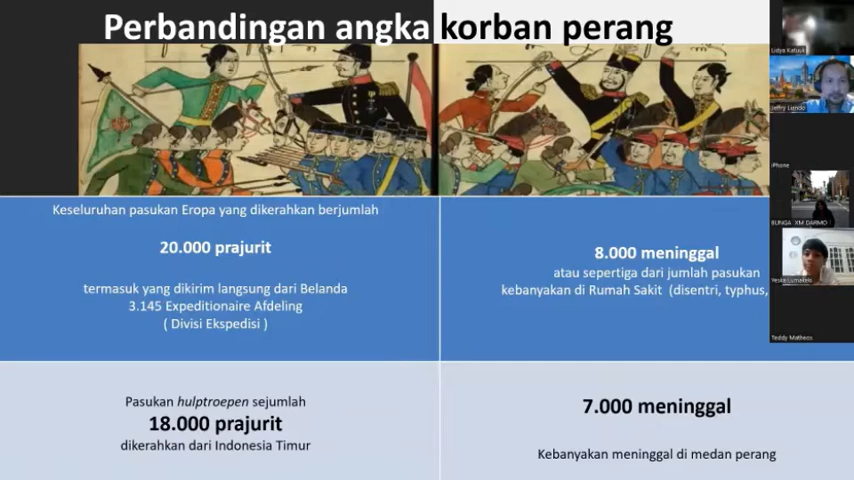 Perbandingan angka korban perang
Keseluruhan pasukan Eropa yang dikerahkan berjumlah
20.000 prajurit
termasuk yang dikirim langsung dari Belanda
3.145 Expeditionaire Afdeling
( Divisi Ekspedisi )
8.000 meninggal
atau sepertiga dari jumlah pasukan
kebanyakan di Rumah Sakit (disentri, typhus,
Pasukan hulptroepen sejumlah
18.000 prajurit
dikerahkan dari Indonesia Timur
7.000 meninggal
Kebanyakan meninggal di medan perang
Lidya Katuuk
Jeffry Liando
iPhone
BUNGA XM DARMO
Teddy Matheos